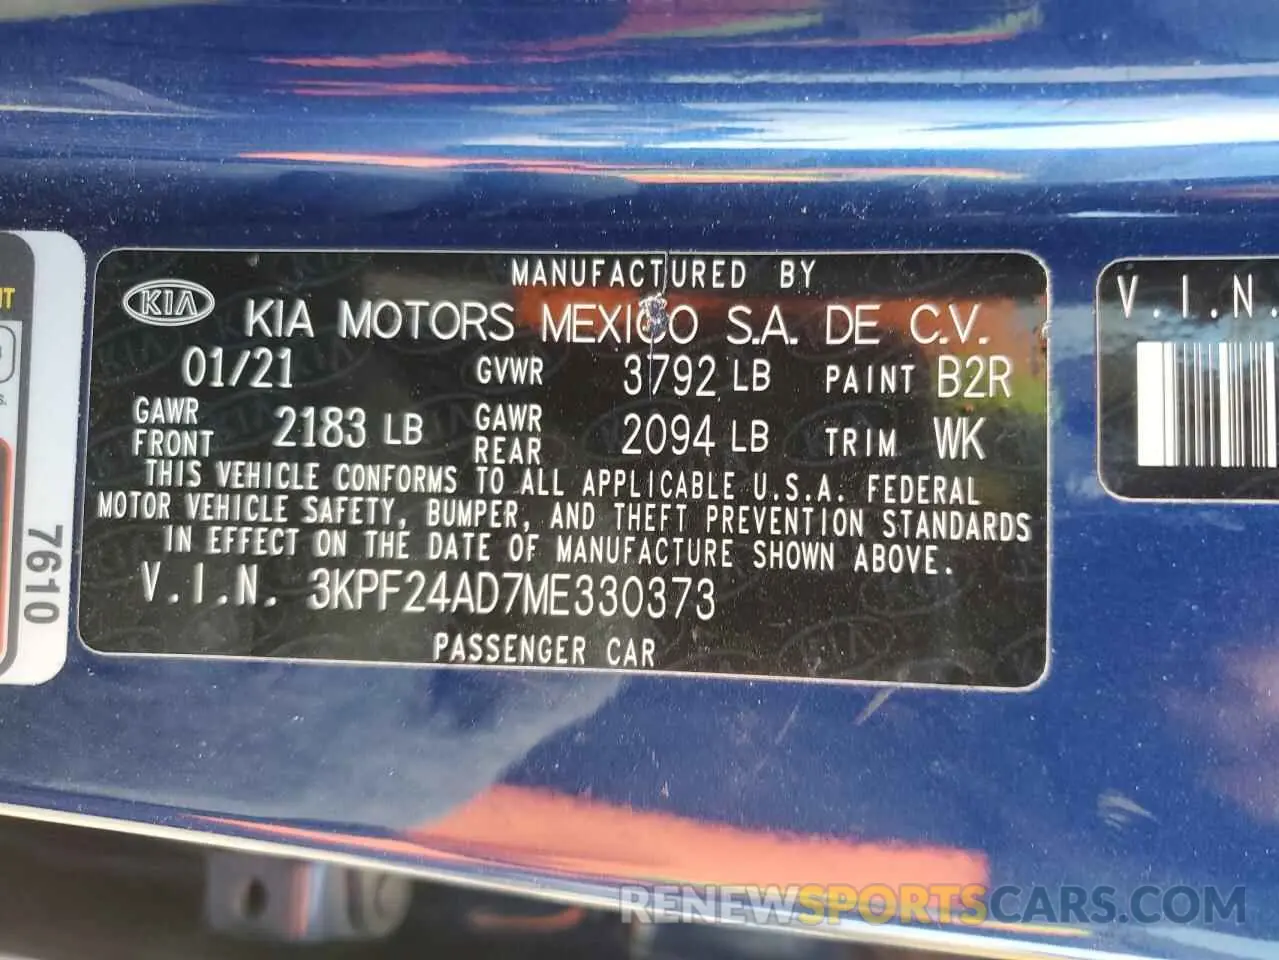 MANUFACTURED BY
KIA KIA MOTORS MEXICO S.A. DE C.V.
01/21 GVWR 3792 LB PAINT B2R
GAWR FRONT 2183 LB GAWR REAR 2094 LB TRIM WK
THIS VEHICLE CONFORMS TO ALL APPLICABLE U.S.A. FEDERAL
MOTOR VEHICLE SAFETY, BUMPER, AND THEFT PREVENTION STANDARDS
IN EFFECT ON THE DATE OF MANUFACTURE SHOWN ABOVE.
V.I.N. 3KPF24AD7ME330373
PASSENGER CAR
V.I.N.
7610
RENEWSPORTSCARS.COM